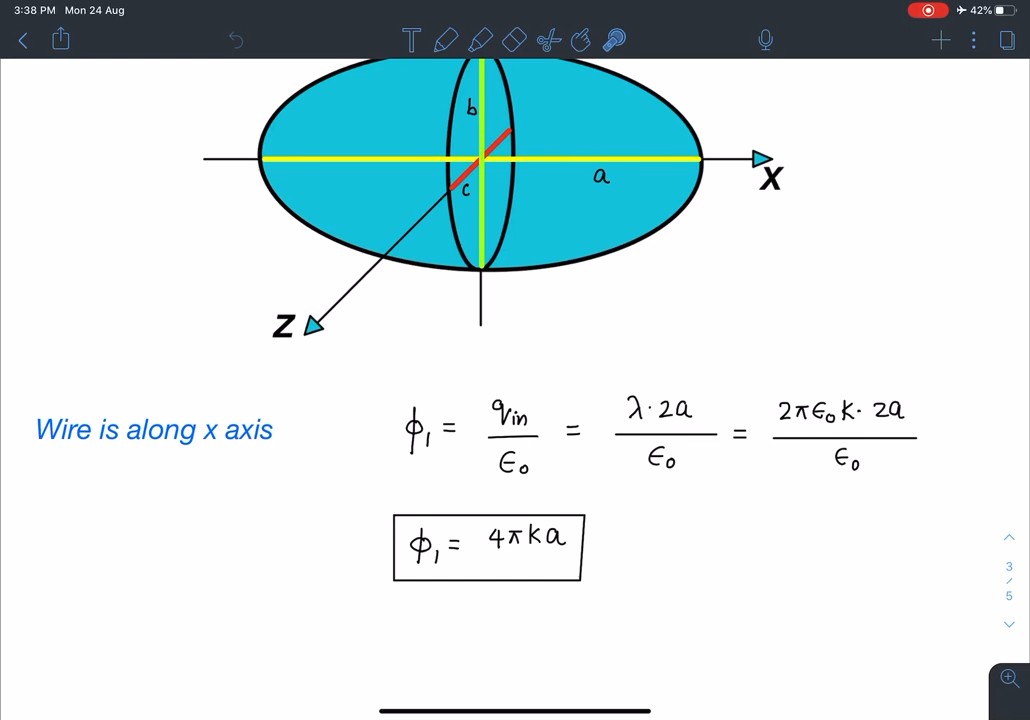 3:38 PM Mon 24 Aug 42%
b
a
X
c
Z
Wire is along x axis
ϕ₁ = qin/ϵ₀ = λ·2a/ϵ₀ = 2πϵ₀k·2a/ϵ₀
ϕ₁ = 4πka
3
/
5